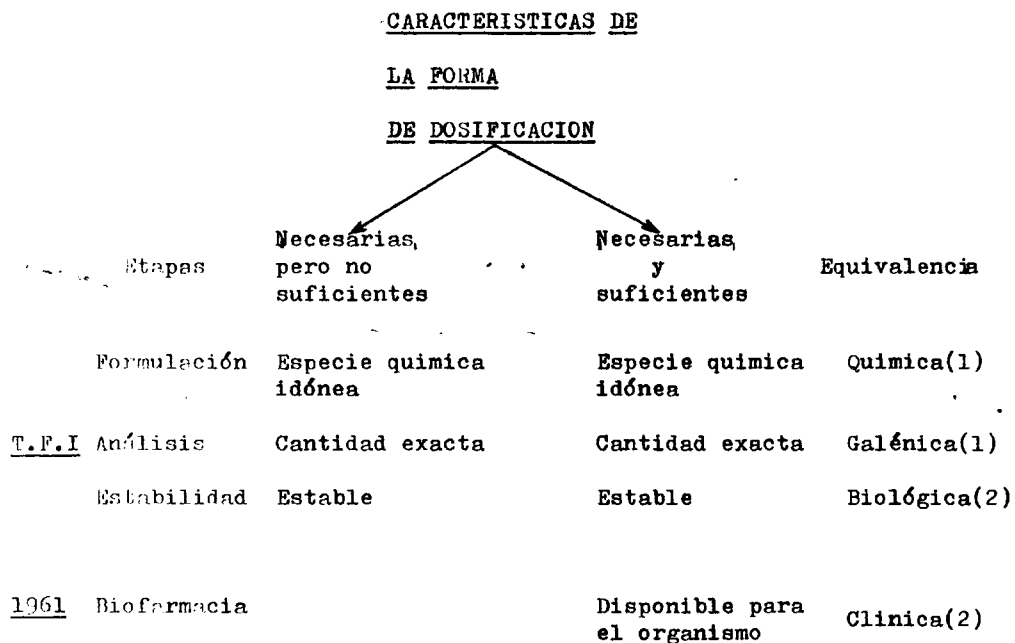 CARACTERISTICAS DE
LA FORMA
DE DOSIFICACION
Etapas
Necesarias,
pero no
suficientes
Necesarias,
y
suficientes
Equivalencia
Formulación Especie quimica
idónea
Especie quimica
idónea
Quimica(1)
T.F.I Análisis Cantidad exacta Cantidad exacta Galénica(1)
Estabilidad Estable Estable Biológica(2)
1961 Biofarmacia
Disponible para
el organismo
Clinica(2)